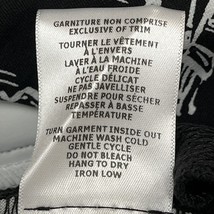 GARNITURE NON COMPRISE
EXCLUSIVE OF TRIM
TOURNER LE VÊTEMENT
À L'ENVERS
LAVER À LA MACHINE
À L'EAU FROIDE
CYCLE DÉLICAT
NE PAS JAVELLISER
SUSPENDRE POUR SÉCHER
REPASSER À BASSE
TEMPÉRATURE
TURN GARMENT INSIDE OUT
MACHINE WASH COLD
GENTLE CYCLE
DO NOT BLEACH
HANG TO DRY
IRON LOW